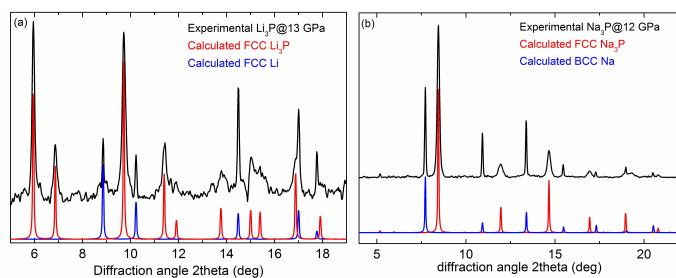 (a)
Experimental Li3P@13 GPa
Calculated FCC Li3P
Calculated FCC Li
6 8 10 12 14 16 18
Diffraction angle 2theta (deg)
(b)
Experimental Na3P@12 GPa
Calculated FCC Na3P
Calculated BCC Na
5 10 15 20
diffraction angle 2theta (deg)